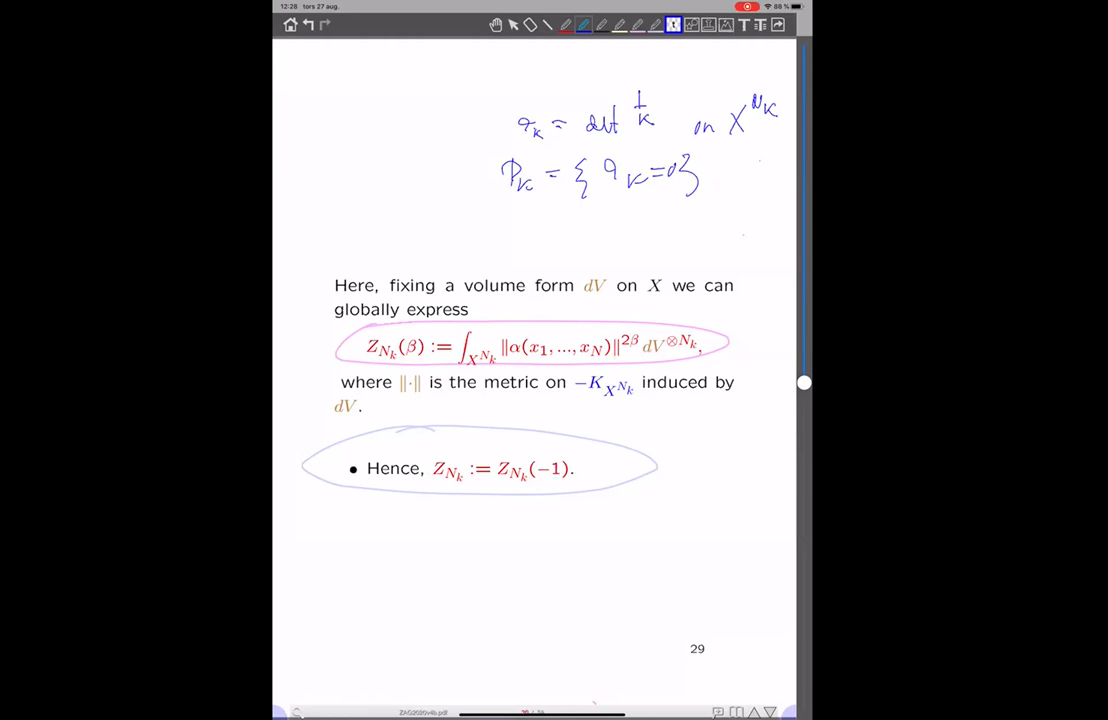 12:28 tors 27 aug.
88 %
α_k = det^{1/k} on X^{N_k}
P_k = { α_k = 0 }
Here, fixing a volume form dV on X we can
globally express
Z_{N_k}(β) := ∫_{X^{N_k}} ‖α(x_1, ..., x_N)‖^{2β} dV^{⊗N_k},
where ‖·‖ is the metric on −K_{X^{N_k}} induced by
dV.
• Hence, Z_{N_k} := Z_{N_k}(−1).
29